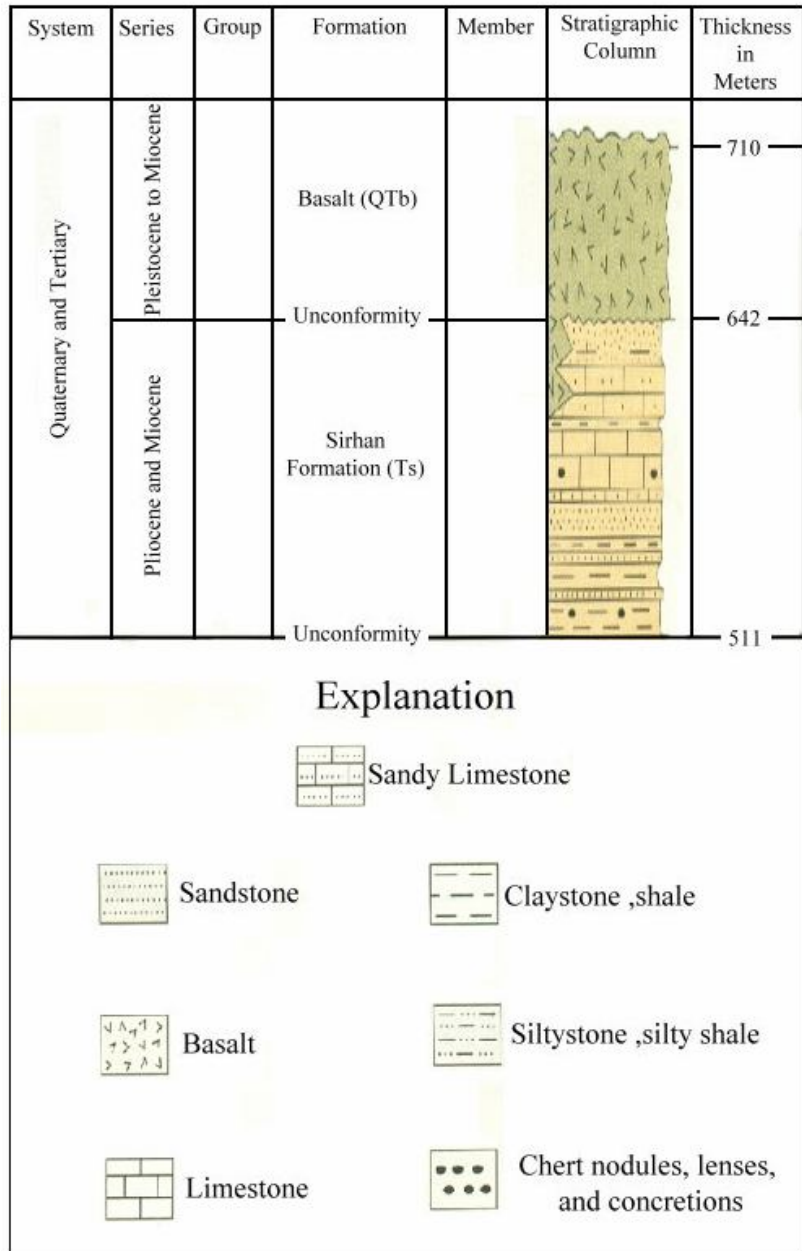 System
Series
Group
Formation
Member
Stratigraphic
Column
Thickness
in
Meters
Quaternary and Tertiary
Pleistocene to Miocene
Basalt (QTb)
710
Unconformity
642
Pliocene and Miocene
Sirhan
Formation (Ts)
Unconformity
511
Explanation
Sandy Limestone
Sandstone
Claystone ,shale
Basalt
Siltystone ,silty shale
Limestone
Chert nodules, lenses,
and concretions